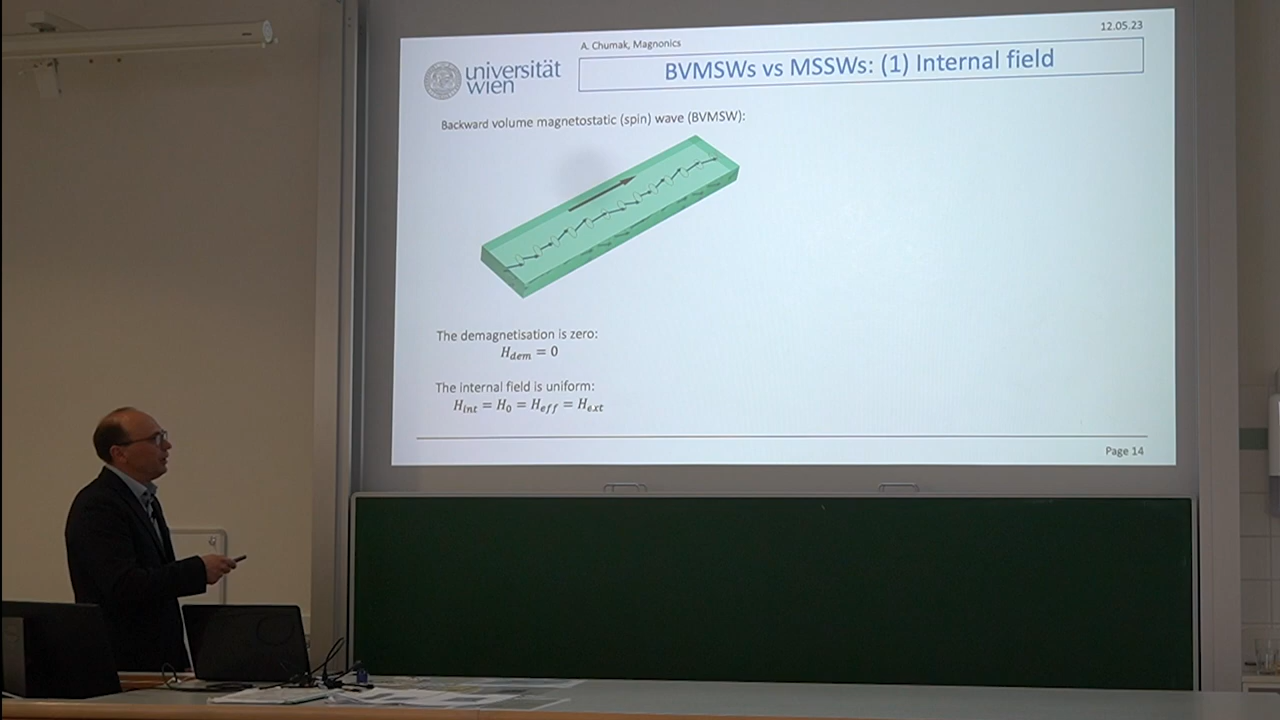 12.05.23
A. Chumak, Magnonics
universität
wien
BVMSWs vs MSSWs: (1) Internal field
Backward volume magnetostatic (spin) wave (BVMSW):
The demagnetisation is zero:
H_dem = 0
The internal field is uniform:
H_int = H_0 = H_eff = H_ext
Page 14